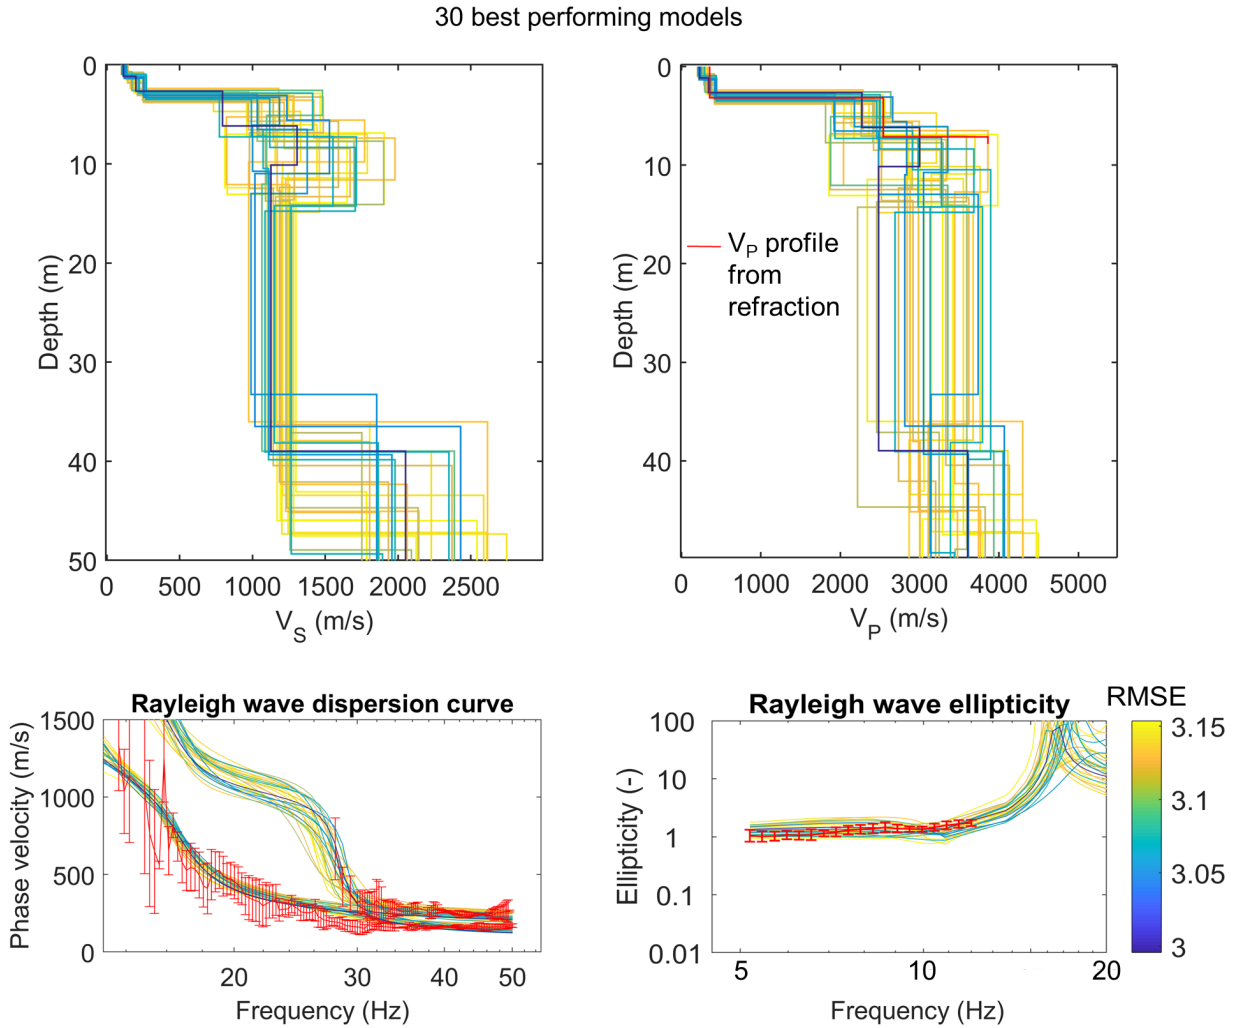 30 best performing models
0
10
20
30
40
50
Depth (m)
0 500 1000 1500 2000 2500
V_S (m/s)
0
10
20
30
40
Depth (m)
V_P profile
from
refraction
0 1000 2000 3000 4000 5000
V_P (m/s)
Rayleigh wave dispersion curve
1500
1000
500
0
Phase velocity (m/s)
20 30 40 50
Frequency (Hz)
Rayleigh wave ellipticity
100
10
1
0.1
0.01
Ellipticity (-)
5 10 20
Frequency (Hz)
RMSE
3.15
3.1
3.05
3